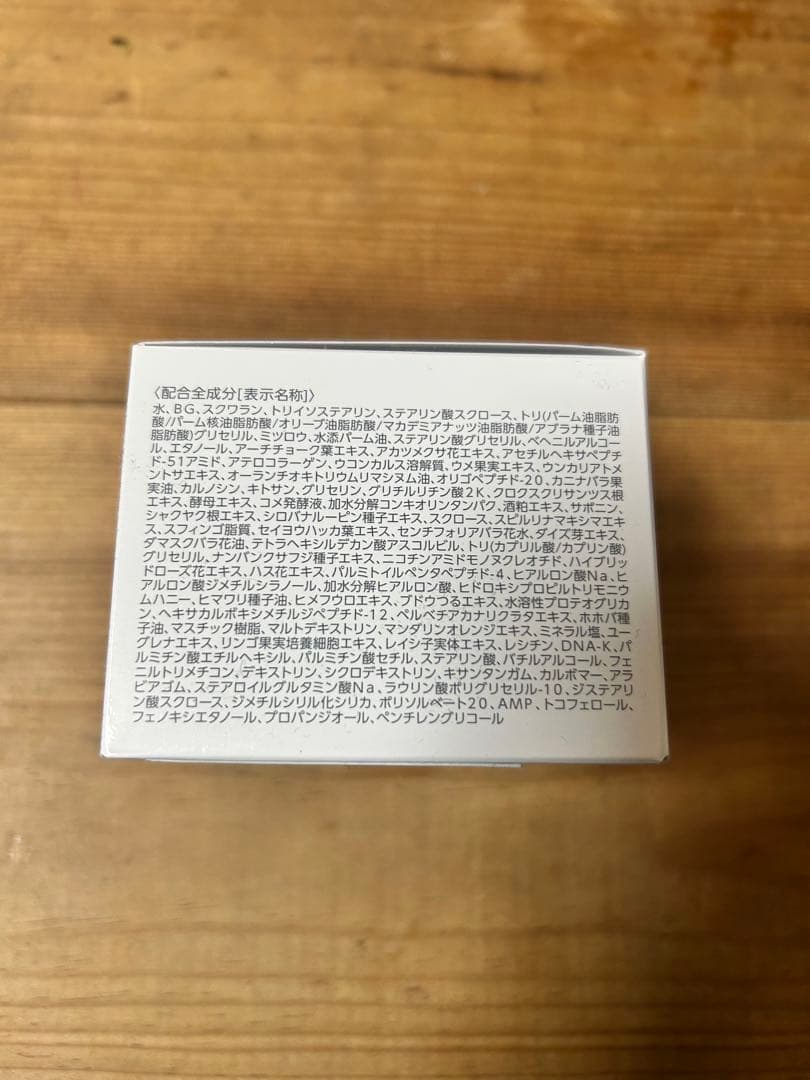 〈配合全成分[表示名称]〉
水、BG、スクワラン、トリイソステアリン、ステアリン酸スクロース、トリ(パーム油脂肪
酸/パーム核油脂肪酸/オリーブ油脂肪酸/マカデミアナッツ油脂肪酸/アブラナ種子油
脂肪酸)グリセリル、ミツロウ、水添パーム油、ステアリン酸グリセリル、ベヘニルアルコー
ル、エタノール、アーチチョーク葉エキス、アカツメクサ花エキス、アセチルヘキサペプチ
ド-51アミド、アテロコラーゲン、ウコンカルス溶解質、ウメ果実エキス、ウンカリアトメ
ントサエキス、オーランチオキトリウムリマシヌム油、オリゴペプチド-20、カニナバラ果
実油、カルノシン、キトサン、グリセリン、グリチルリチン酸2K、クロクスクリサンツス根
エキス、酵母エキス、コメ発酵液、加水分解コンキオリンタンパク、酒粕エキス、サポニン、
シャクヤク根エキス、シロバナルーピン種子エキス、スクロース、スピルリナマキシマエキ
ス、スフィンゴ脂質、セイヨウハッカ葉エキス、センチフォリアバラ花水、ダイズ芽エキス、
ダマスクバラ花油、テトラヘキシルデカン酸アスコルビル、トリ(カプリル酸/カプリン酸)
グリセリル、ナンバンクサフジ種子エキス、ニコチンアミドモノヌクレオチド、ハイブリッ
ドローズ花エキス、ハス花エキス、パルミトイルペンタペプチド-4、ヒアルロン酸Na、ヒ
アルロン酸ジメチルシラノール、加水分解ヒアルロン酸、ヒドロキシプロピルトリモニウ
ムハニー、ヒマワリ種子油、ヒメフウロエキス、ブドウつるエキス、水溶性プロテオグリカ
ン、ヘキサカルボキシメチルジペプチド-12、ペルベチアカナリクラタエキス、ホホバ種
子油、マスチック樹脂、マルトデキストリン、マンダリンオレンジエキス、ミネラル塩、ユー
グレナエキス、リンゴ果実培養細胞エキス、レイシ子実体エキス、レシチン、DNA-K、パ
ルミチン酸エチルヘキシル、パルミチン酸セチル、ステアリン酸、バチルアルコール、フェ
ニルトリメチコン、デキストリン、シクロデキストリン、キサンタンガム、カルボマー、アラ
ビアゴム、ステアロイルグルタミン酸Na、ラウリン酸ポリグリセリル-10、ジステアリン
酸スクロース、ジメチルシリル化シリカ、ポリソルベート20、AMP、トコフェロール、
フェノキシエタノール、プロパンジオール、ペンチレングリコール